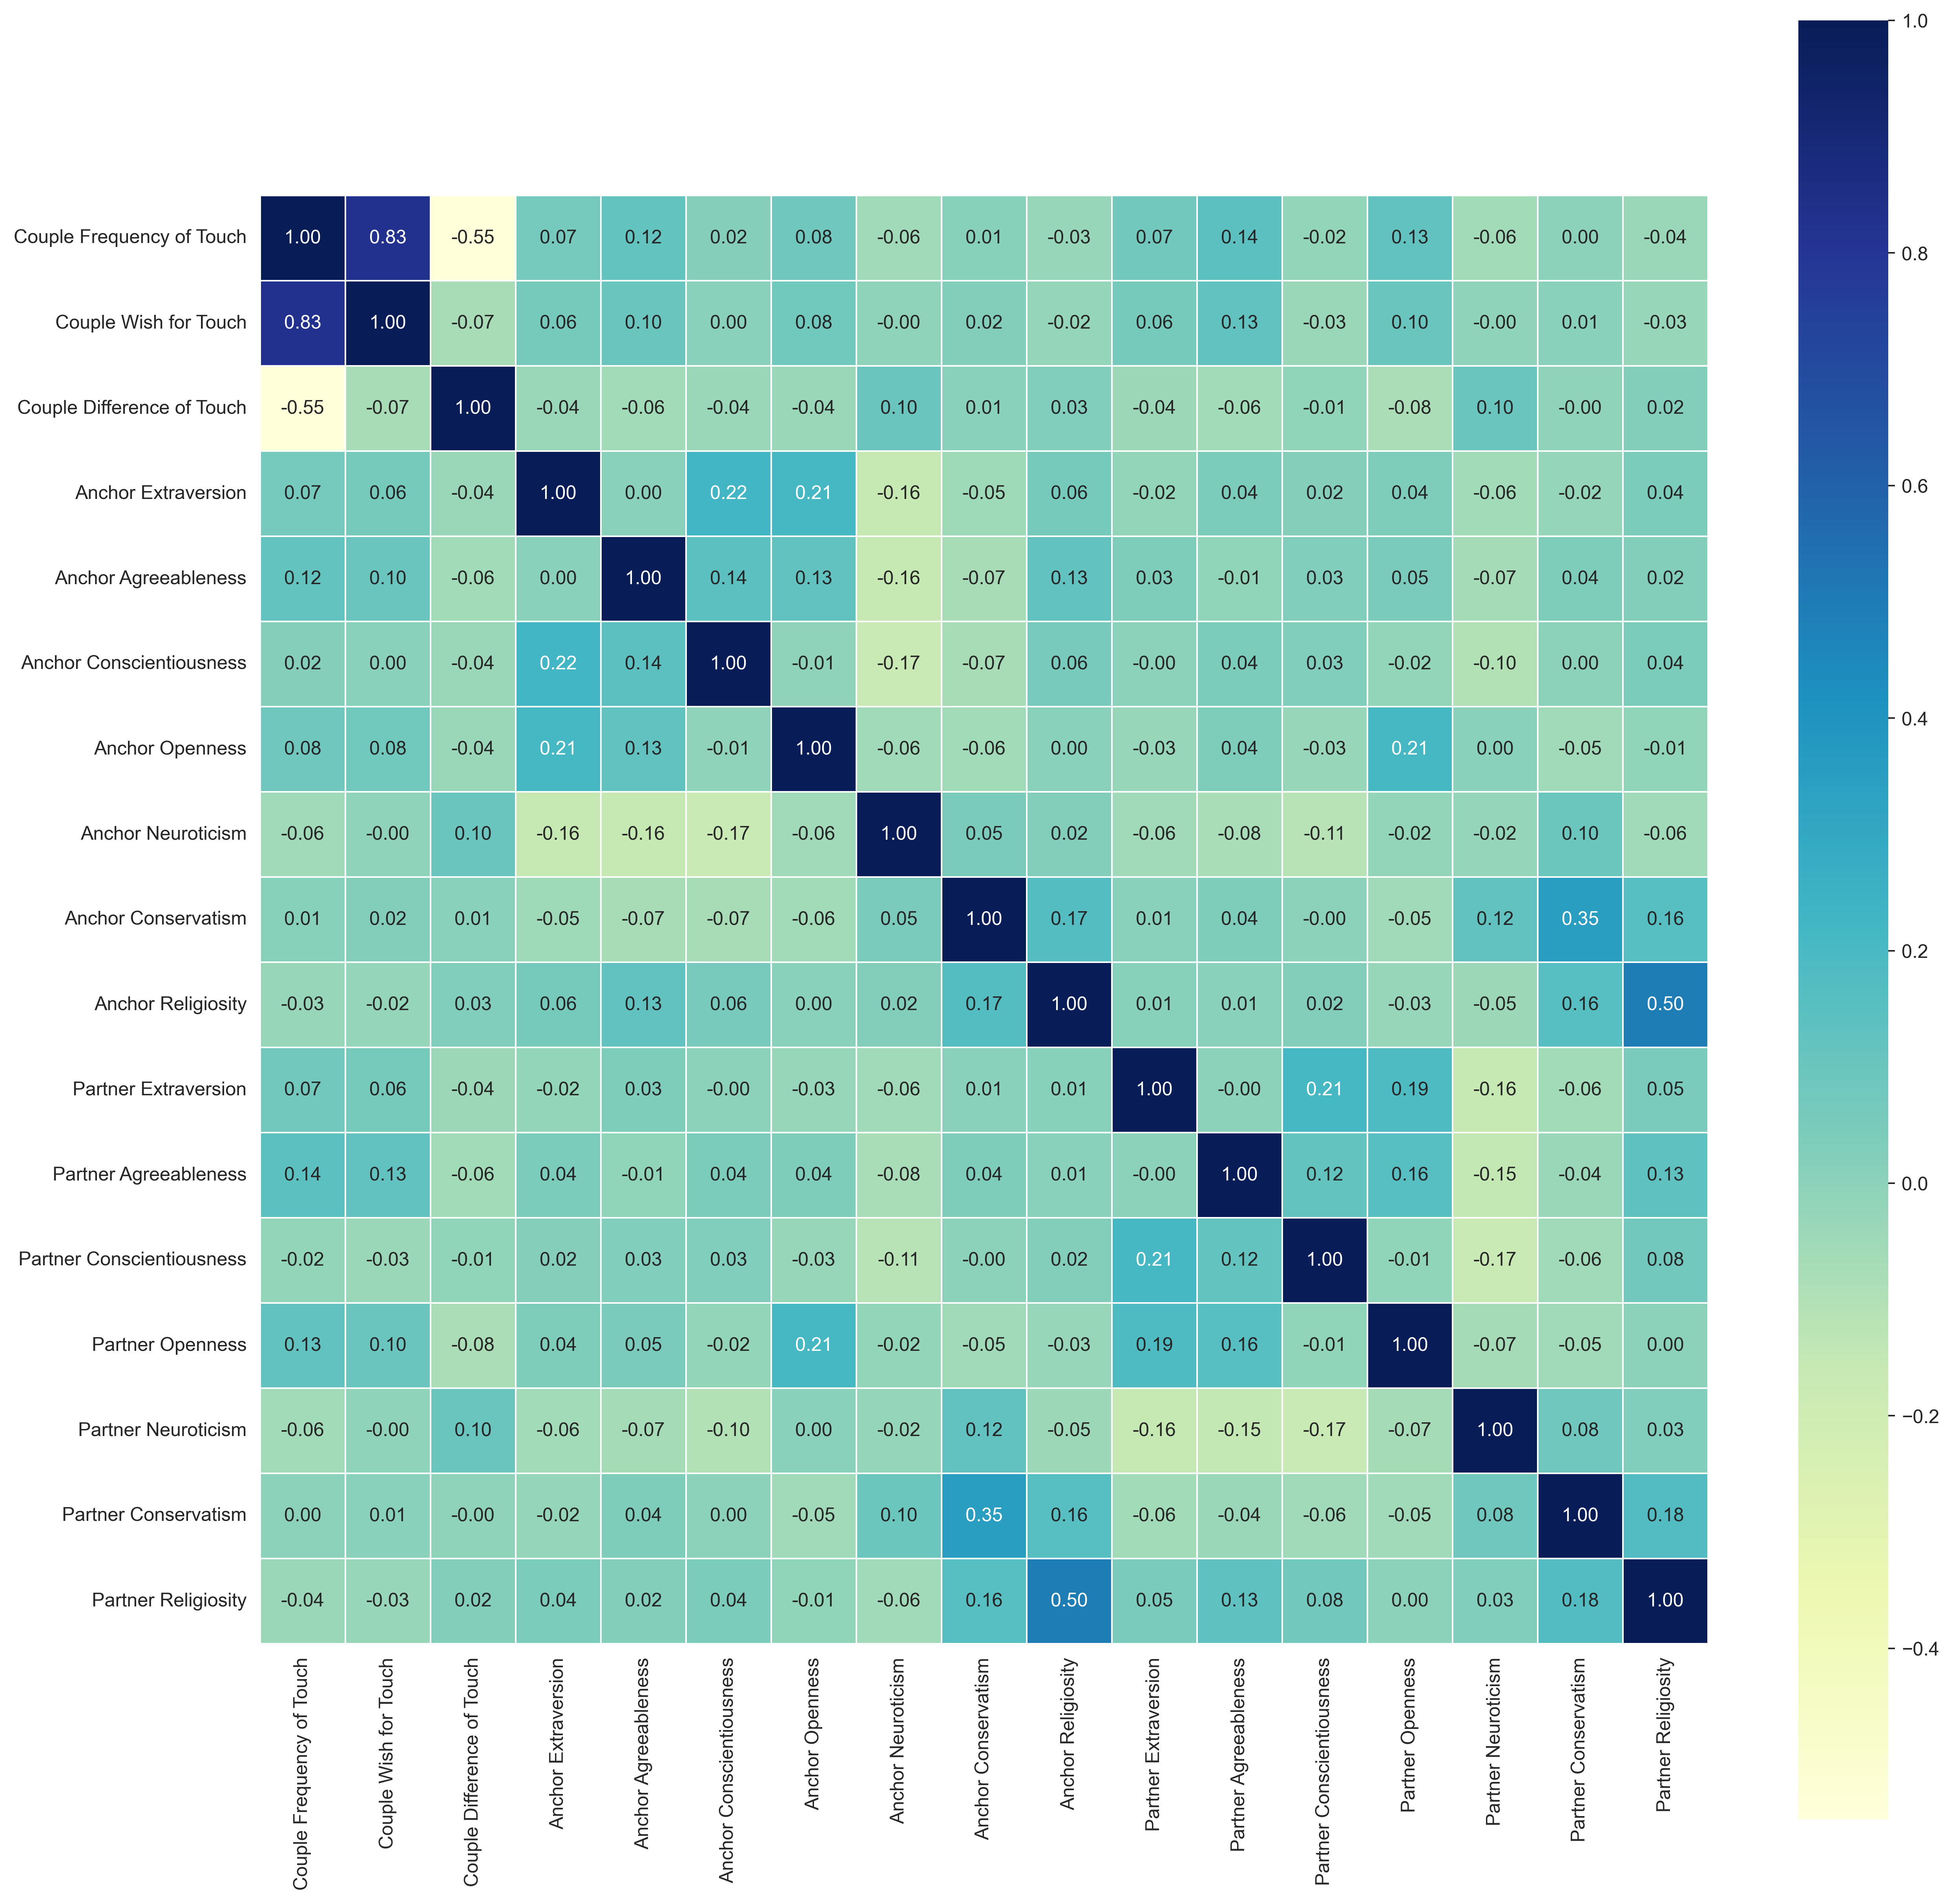 1.0
Couple Frequency of Touch 1.00 0.83 -0.55 0.07 0.12 0.02 0.08 -0.06 0.01 -0.03 0.07 0.14 -0.02 0.13 -0.06 0.00 -0.04
0.8
Couple Wish for Touch 0.83 1.00 -0.07 0.06 0.10 0.00 0.08 -0.00 0.02 -0.02 0.06 0.13 -0.03 0.10 -0.00 0.01 -0.03
Couple Difference of Touch -0.55 -0.07 1.00 -0.04 -0.06 -0.04 -0.04 0.10 0.01 0.03 -0.04 -0.06 -0.01 -0.08 0.10 -0.00 0.02
0.6
Anchor Extraversion 0.07 0.06 -0.04 1.00 0.00 0.22 0.21 -0.16 -0.05 0.06 -0.02 0.04 0.02 0.04 -0.06 -0.02 0.04
Anchor Agreeableness 0.12 0.10 -0.06 0.00 1.00 0.14 0.13 -0.16 -0.07 0.13 0.03 -0.01 0.03 0.05 -0.07 0.04 0.02
Anchor Conscientiousness 0.02 0.00 -0.04 0.22 0.14 1.00 -0.01 -0.17 -0.07 0.06 -0.00 0.04 0.03 -0.02 -0.10 0.00 0.04
0.4
Anchor Openness 0.08 0.08 -0.04 0.21 0.13 -0.01 1.00 -0.06 -0.06 0.00 -0.03 0.04 -0.03 0.21 0.00 -0.05 -0.01
Anchor Neuroticism -0.06 -0.00 0.10 -0.16 -0.16 -0.17 -0.06 1.00 0.05 0.02 -0.06 -0.08 -0.11 -0.02 -0.02 0.10 -0.06
Anchor Conservatism 0.01 0.02 0.01 -0.05 -0.07 -0.07 -0.06 0.05 1.00 0.17 0.01 0.04 -0.00 -0.05 0.12 0.35 0.16
0.2
Anchor Religiosity -0.03 -0.02 0.03 0.06 0.13 0.06 0.00 0.02 0.17 1.00 0.01 0.01 0.02 -0.03 -0.05 0.16 0.50
Partner Extraversion 0.07 0.06 -0.04 -0.02 0.03 -0.00 -0.03 -0.06 0.01 0.01 1.00 -0.00 0.21 0.19 -0.16 -0.06 0.05
Partner Agreeableness 0.14 0.13 -0.06 0.04 -0.01 0.04 0.04 -0.08 0.04 0.01 -0.00 1.00 0.12 0.16 -0.15 -0.04 0.13
0.0
Partner Conscientiousness -0.02 -0.03 -0.01 0.02 0.03 0.03 -0.03 -0.11 -0.00 0.02 0.21 0.12 1.00 -0.01 -0.17 -0.06 0.08
Partner Openness 0.13 0.10 -0.08 0.04 0.05 -0.02 0.21 -0.02 -0.05 -0.03 0.19 0.16 -0.01 1.00 -0.07 -0.05 0.00
−0.2
Partner Neuroticism -0.06 -0.00 0.10 -0.06 -0.07 -0.10 0.00 -0.02 0.12 -0.05 -0.16 -0.15 -0.17 -0.07 1.00 0.08 0.03
Partner Conservatism 0.00 0.01 -0.00 -0.02 0.04 0.00 -0.05 0.10 0.35 0.16 -0.06 -0.04 -0.06 -0.05 0.08 1.00 0.18
Partner Religiosity -0.04 -0.03 0.02 0.04 0.02 0.04 -0.01 -0.06 0.16 0.50 0.05 0.13 0.08 0.00 0.03 0.18 1.00
−0.4
Couple Frequency of Touch
Couple Wish for Touch
Couple Difference of Touch
Anchor Extraversion
Anchor Agreeableness
Anchor Conscientiousness
Anchor Openness
Anchor Neuroticism
Anchor Conservatism
Anchor Religiosity
Partner Extraversion
Partner Agreeableness
Partner Conscientiousness
Partner Openness
Partner Neuroticism
Partner Conservatism
Partner Religiosity